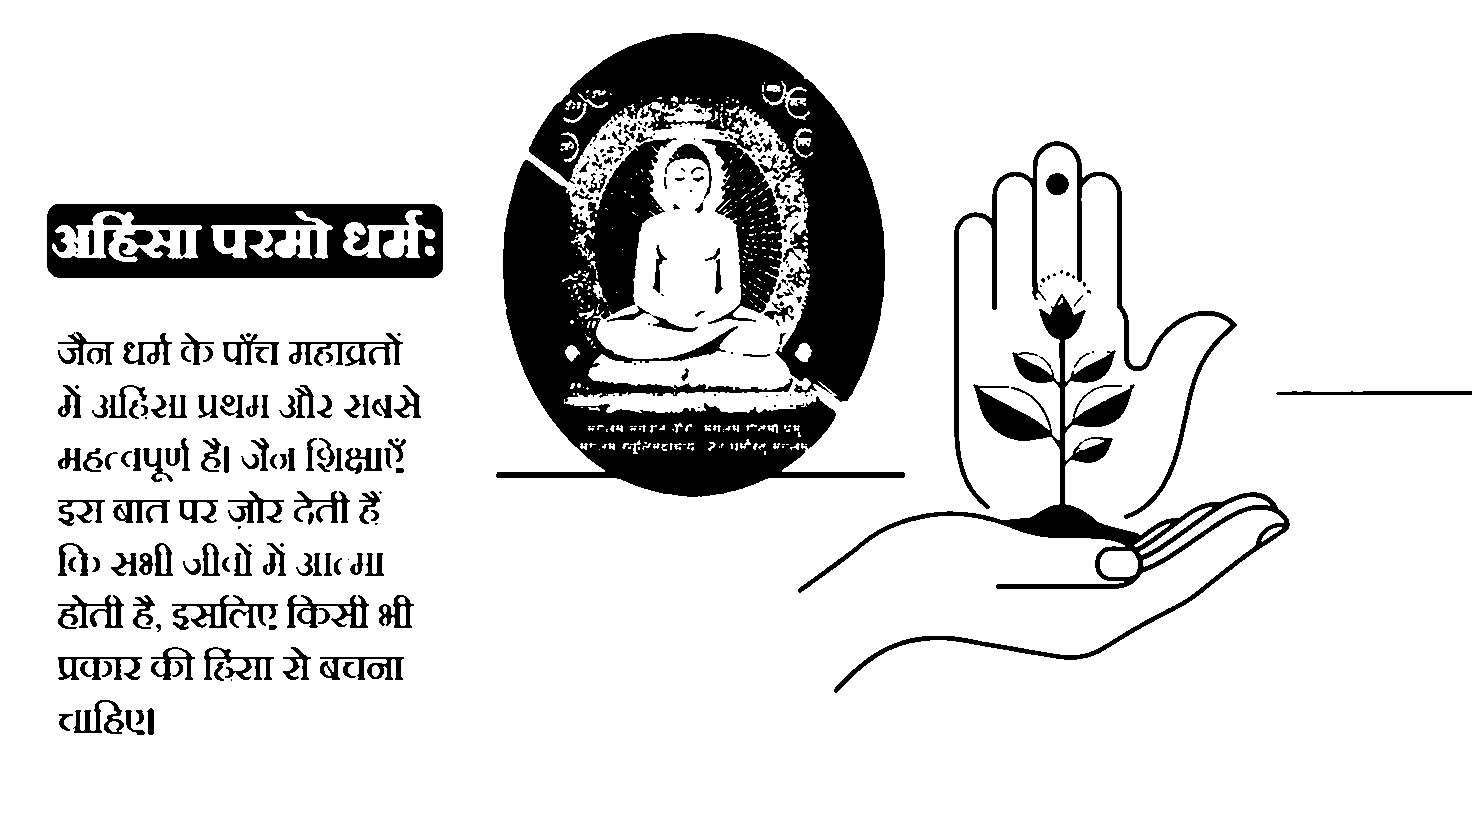 अहिंसा परमो धर्मः
जैन धर्म के पाँच महाव्रतों
में अहिंसा प्रथम और सबसे
महत्वपूर्ण है। जैन शिक्षाएँ
इस बात पर ज़ोर देती हैं
कि सभी जीवों में आत्मा
होती है, इसलिए किसी भी
प्रकार की हिंसा से बचना
चाहिए।